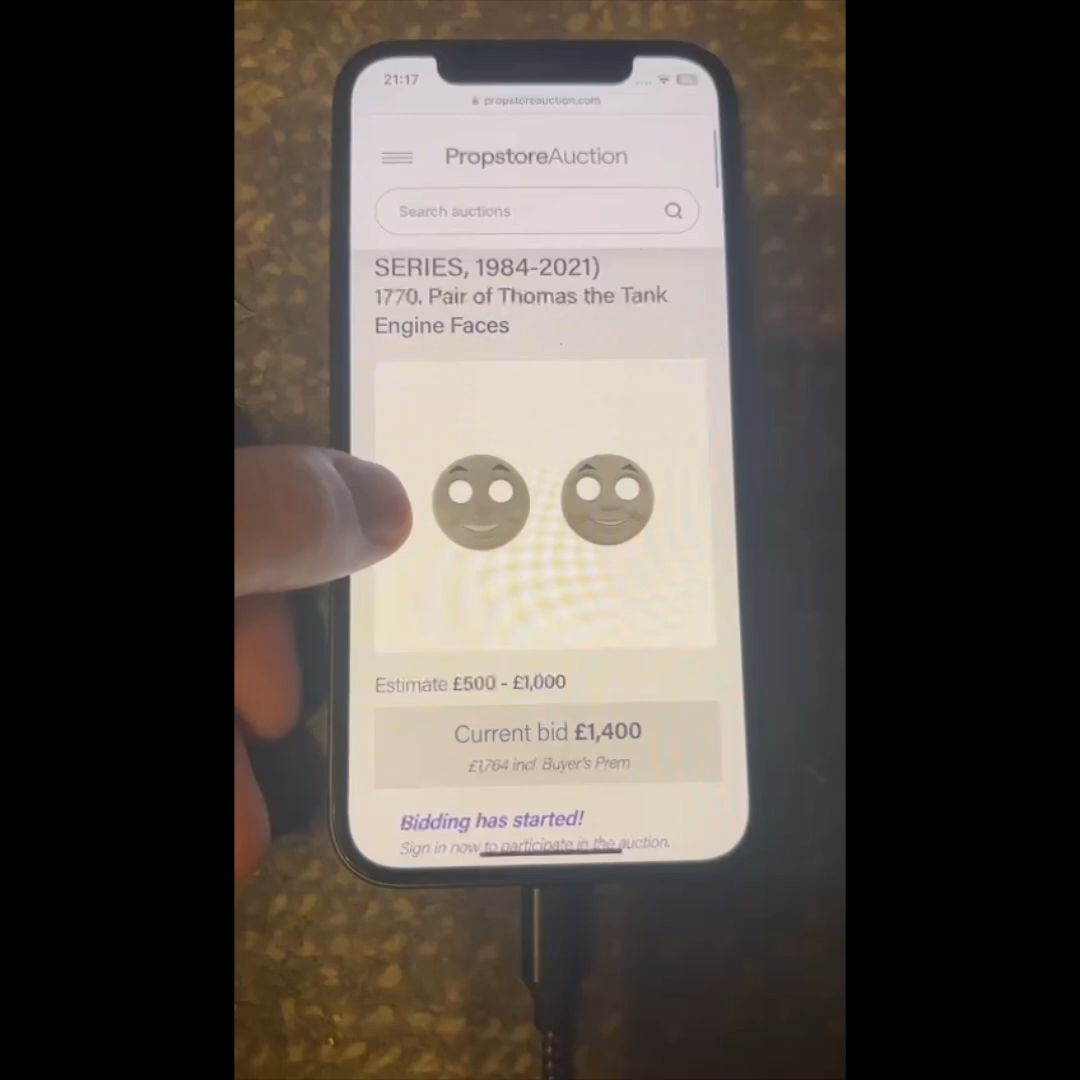 21:17
propstoreauction.com
PropstoreAuction
Search auctions
SERIES, 1984-2021)
1770. Pair of Thomas the Tank
Engine Faces
Estimate £500 - £1,000
Current bid £1,400
£1,764 incl. Buyer's Prem
Bidding has started!
Sign in now to participate in the auction.